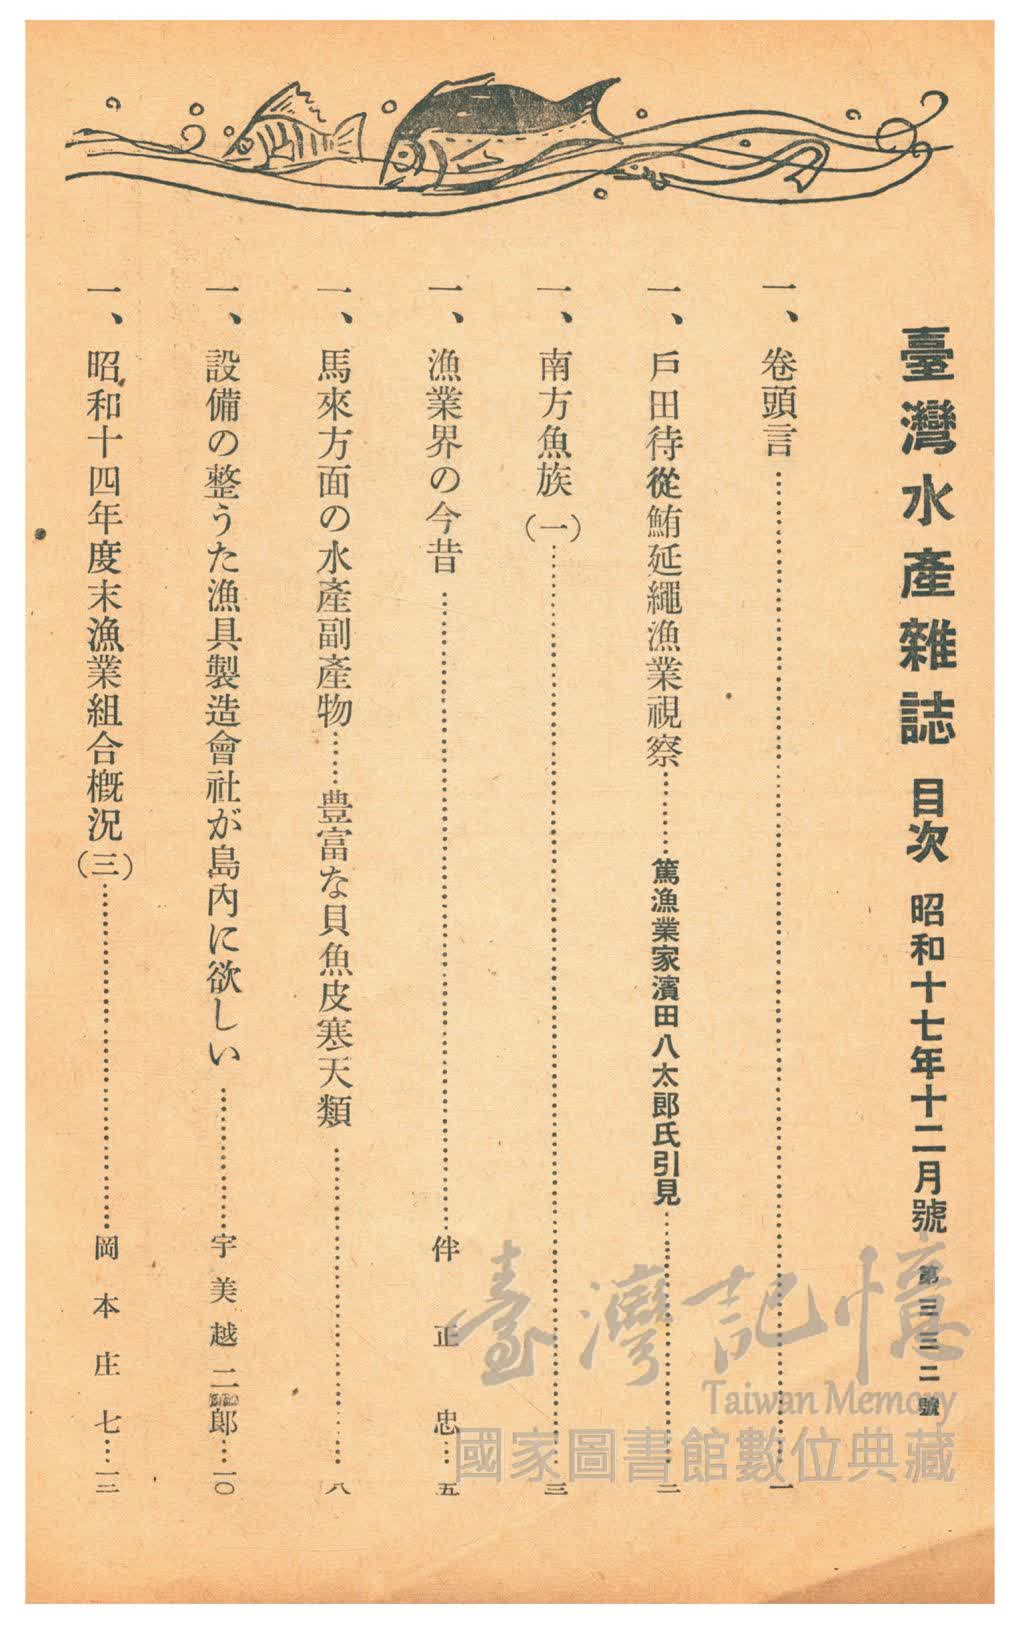 臺灣水產雜誌 目次 昭和十七年十二月號 第三三二號
一、卷頭言……一
一、戶田待從鮪延繩漁業視察……篤漁業家濱田八太郎氏引見……二
一、南方魚族(一)……三
一、漁業界の今昔……伴正忠……五
一、馬來方面の水產副產物……豊富な貝魚皮寒天類……八
一、設備の整うた漁具製造會社が島內に欲しい……宇美越二郎……一〇
一、昭和十四年度末漁業組合槪況(三)……岡本庄七……一二
臺灣記憶
Taiwan Memory
國家圖書館數位典藏